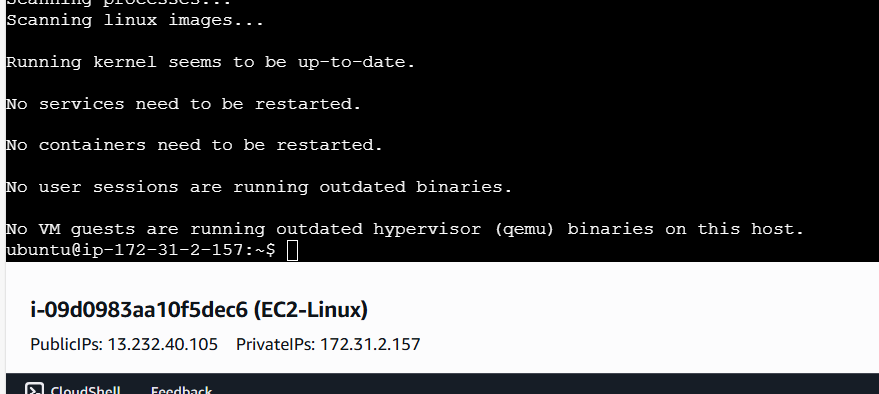 Scanning processes...
Scanning linux images...
Running kernel seems to be up-to-date.
No services need to be restarted.
No containers need to be restarted.
No user sessions are running outdated binaries.
No VM guests are running outdated hypervisor (qemu) binaries on this host.
ubuntu@ip-172-31-2-157:~$
i-09d0983aa10f5dec6 (EC2-Linux)
PublicIPs: 13.232.40.105 PrivateIPs: 172.31.2.157
CloudShell Feedback